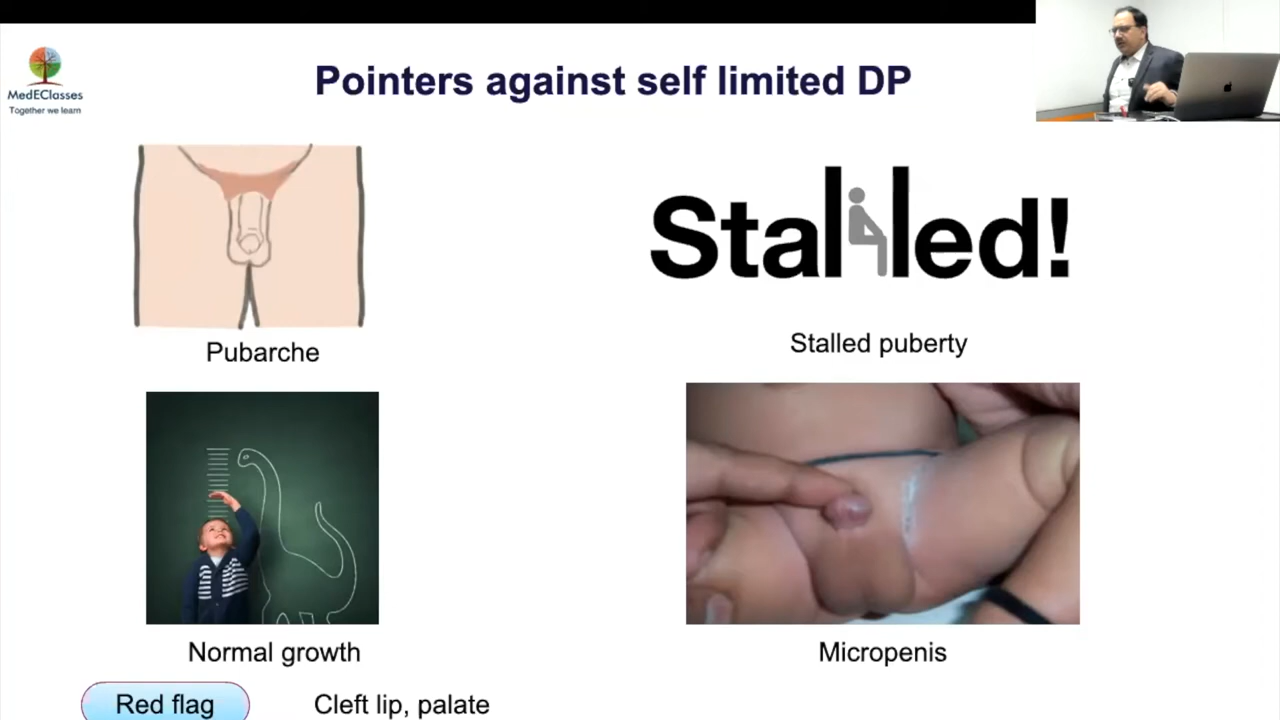 Pointers against self limited DP
MedEClasses
Together we learn
Stalled!
Pubarche
Stalled puberty
Normal growth
Micropenis
Red flag
Cleft lip, palate